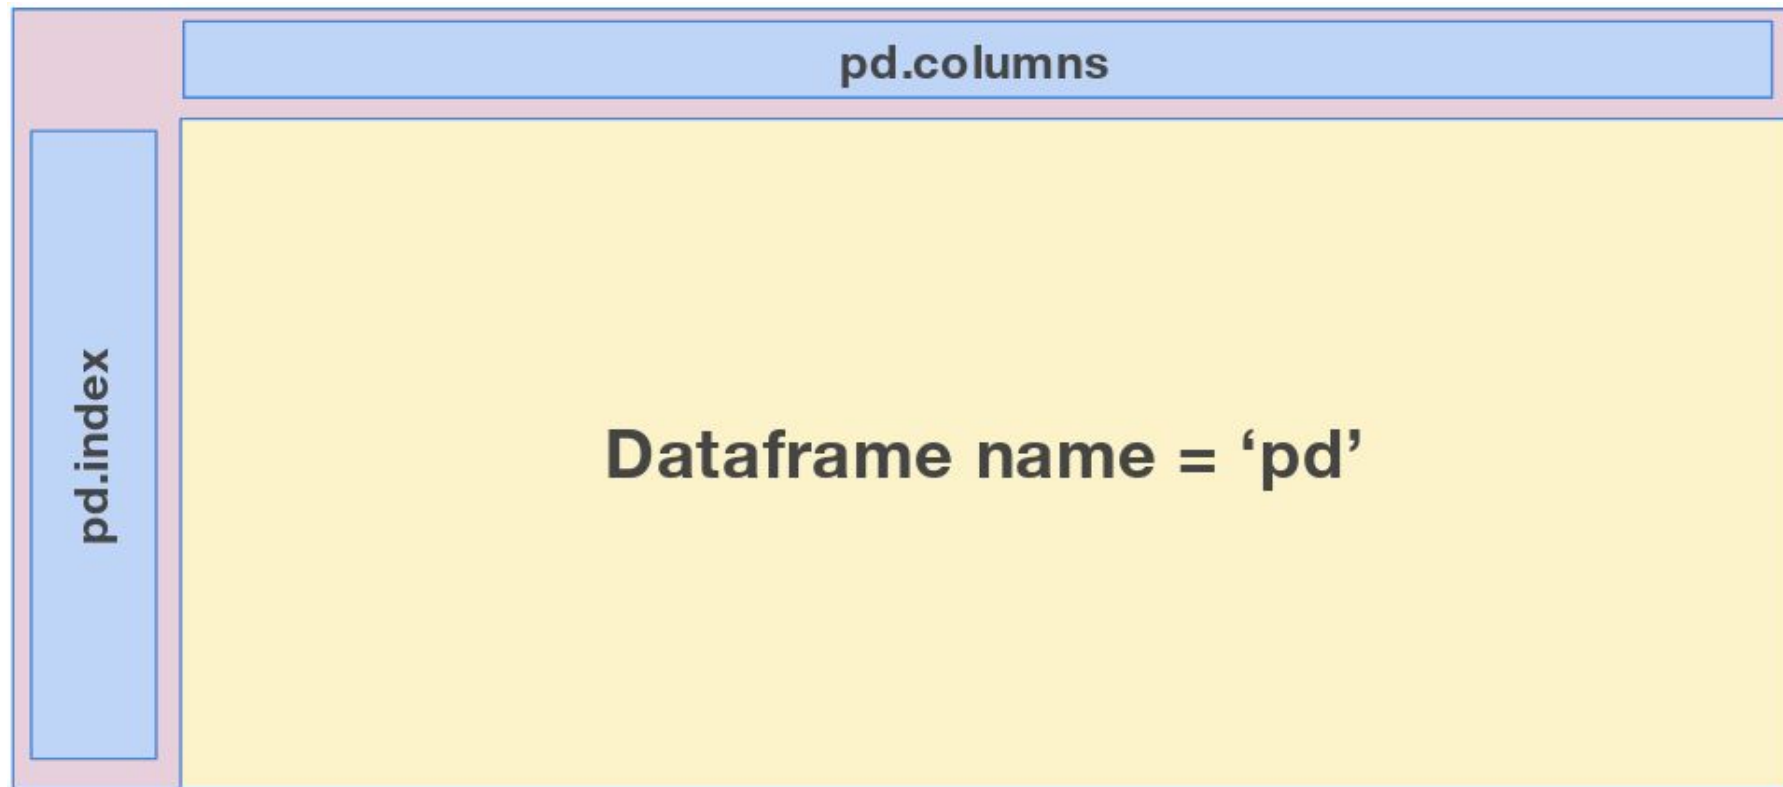 pd.columns
pd.index
Dataframe name = ‘pd’